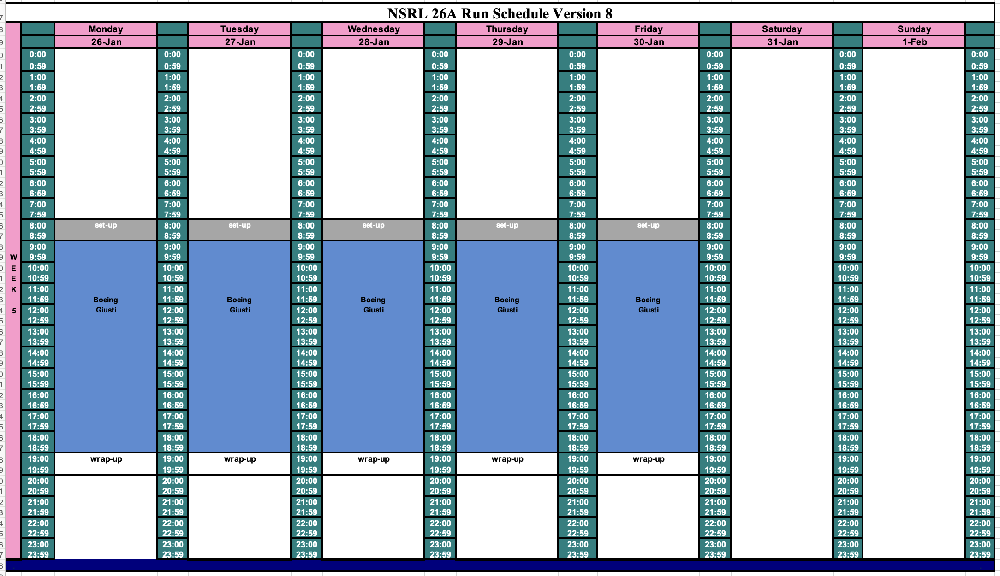 NSRL 26A Run Schedule Version 8
Monday Tuesday Wednesday Thursday Friday Saturday Sunday
26-Jan 27-Jan 28-Jan 29-Jan 30-Jan 31-Jan 1-Feb
0:00 0:00 0:00 0:00 0:00 0:00 0:00 0:00
0:59 0:59 0:59 0:59 0:59 0:59 0:59 0:59
1:00 1:00 1:00 1:00 1:00 1:00 1:00 1:00
1:59 1:59 1:59 1:59 1:59 1:59 1:59 1:59
2:00 2:00 2:00 2:00 2:00 2:00 2:00 2:00
2:59 2:59 2:59 2:59 2:59 2:59 2:59 2:59
3:00 3:00 3:00 3:00 3:00 3:00 3:00 3:00
3:59 3:59 3:59 3:59 3:59 3:59 3:59 3:59
4:00 4:00 4:00 4:00 4:00 4:00 4:00 4:00
4:59 4:59 4:59 4:59 4:59 4:59 4:59 4:59
5:00 5:00 5:00 5:00 5:00 5:00 5:00 5:00
5:59 5:59 5:59 5:59 5:59 5:59 5:59 5:59
6:00 6:00 6:00 6:00 6:00 6:00 6:00 6:00
6:59 6:59 6:59 6:59 6:59 6:59 6:59 6:59
7:00 7:00 7:00 7:00 7:00 7:00 7:00 7:00
7:59 7:59 7:59 7:59 7:59 7:59 7:59 7:59
8:00 set-up 8:00 set-up 8:00 set-up 8:00 set-up 8:00 set-up 8:00 8:00 8:00
8:59 8:59 8:59 8:59 8:59 8:59 8:59 8:59
9:00 9:00 9:00 9:00 9:00 9:00 9:00 9:00
W 9:59 9:59 9:59 9:59 9:59 9:59 9:59 9:59
E 10:00 10:00 10:00 10:00 10:00 10:00 10:00 10:00
E 10:59 10:59 10:59 10:59 10:59 10:59 10:59 10:59
K 11:00 11:00 11:00 11:00 11:00 11:00 11:00 11:00
11:59 Boeing 11:59 Boeing 11:59 Boeing 11:59 Boeing 11:59 Boeing 11:59 11:59 11:59
5 12:00 Giusti 12:00 Giusti 12:00 Giusti 12:00 Giusti 12:00 Giusti 12:00 12:00 12:00
12:59 12:59 12:59 12:59 12:59 12:59 12:59 12:59
13:00 13:00 13:00 13:00 13:00 13:00 13:00 13:00
13:59 13:59 13:59 13:59 13:59 13:59 13:59 13:59
14:00 14:00 14:00 14:00 14:00 14:00 14:00 14:00
14:59 14:59 14:59 14:59 14:59 14:59 14:59 14:59
15:00 15:00 15:00 15:00 15:00 15:00 15:00 15:00
15:59 15:59 15:59 15:59 15:59 15:59 15:59 15:59
16:00 16:00 16:00 16:00 16:00 16:00 16:00 16:00
16:59 16:59 16:59 16:59 16:59 16:59 16:59 16:59
17:00 17:00 17:00 17:00 17:00 17:00 17:00 17:00
17:59 17:59 17:59 17:59 17:59 17:59 17:59 17:59
18:00 18:00 18:00 18:00 18:00 18:00 18:00 18:00
18:59 18:59 18:59 18:59 18:59 18:59 18:59 18:59
19:00 wrap-up 19:00 wrap-up 19:00 wrap-up 19:00 wrap-up 19:00 wrap-up 19:00 19:00 19:00
19:59 19:59 19:59 19:59 19:59 19:59 19:59 19:59
20:00 20:00 20:00 20:00 20:00 20:00 20:00 20:00
20:59 20:59 20:59 20:59 20:59 20:59 20:59 20:59
21:00 21:00 21:00 21:00 21:00 21:00 21:00 21:00
21:59 21:59 21:59 21:59 21:59 21:59 21:59 21:59
22:00 22:00 22:00 22:00 22:00 22:00 22:00 22:00
22:59 22:59 22:59 22:59 22:59 22:59 22:59 22:59
23:00 23:00 23:00 23:00 23:00 23:00 23:00 23:00
23:59 23:59 23:59 23:59 23:59 23:59 23:59 23:59